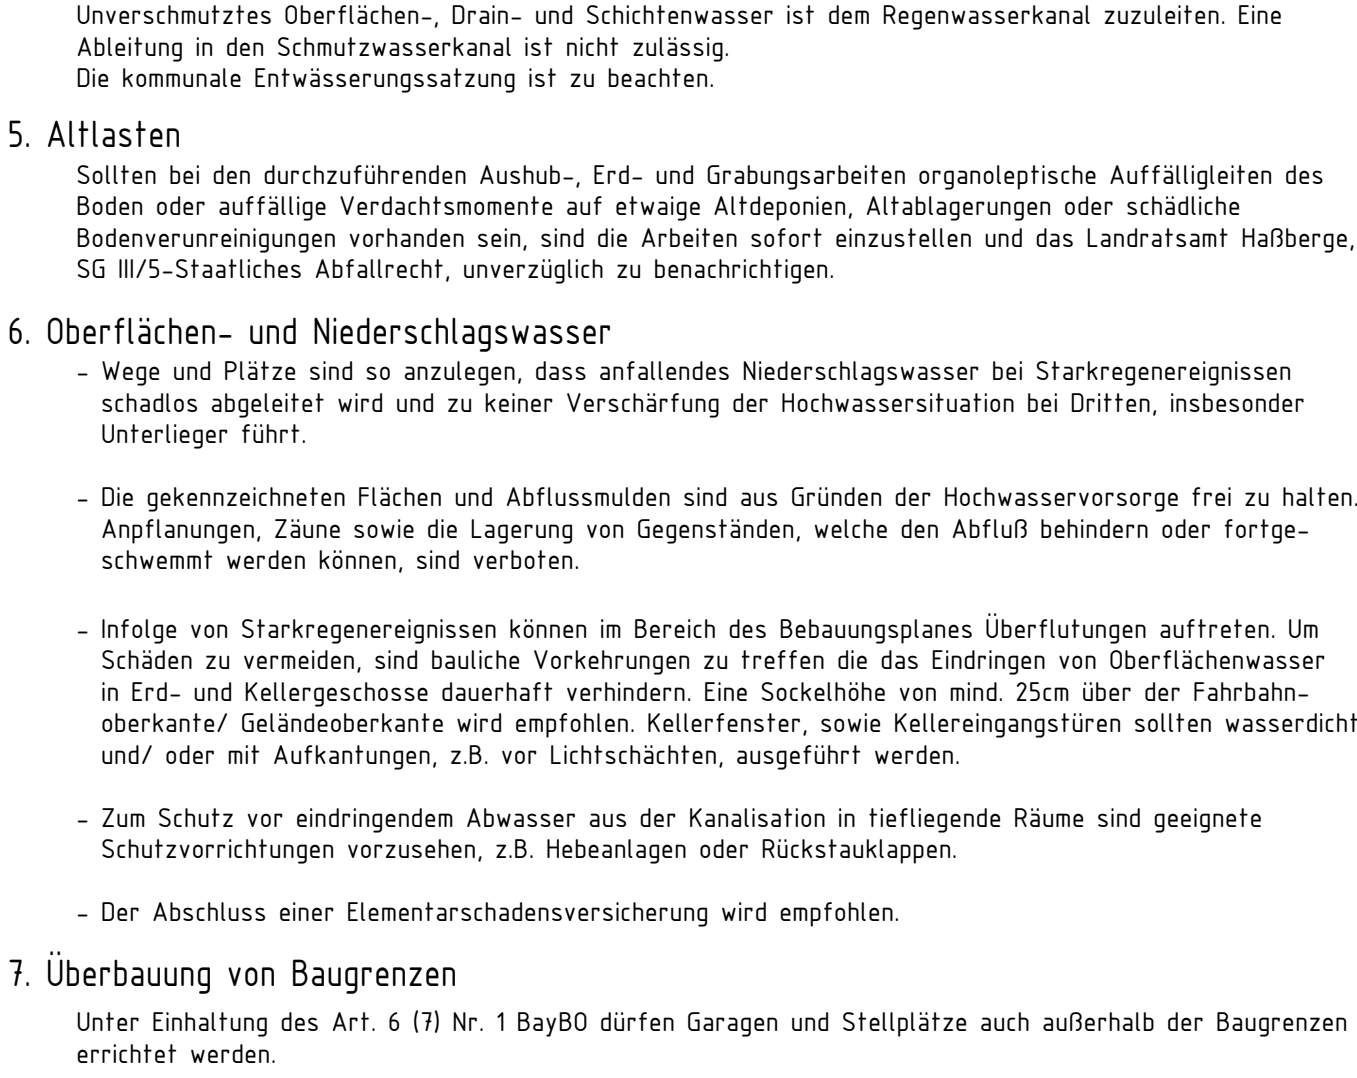 Unverschmutztes Oberflächen-, Drain- und Schichtenwasser ist dem Regenwasserkanal zuzuleiten. Eine
Ableitung in den Schmutzwasserkanal ist nicht zulässig.
Die kommunale Entwässerungssatzung ist zu beachten.
5. Altlasten
Sollten bei den durchzuführenden Aushub-, Erd- und Grabungsarbeiten organoleptische Auffälligleiten des
Boden oder auffällige Verdachtsmomente auf etwaige Altdeponien, Altablagerungen oder schädliche
Bodenverunreinigungen vorhanden sein, sind die Arbeiten sofort einzustellen und das Landratsamt Haßberge,
SG III/5-Staatliches Abfallrecht, unverzüglich zu benachrichtigen.
6. Oberflächen- und Niederschlagswasser
- Wege und Plätze sind so anzulegen, dass anfallendes Niederschlagswasser bei Starkregenereignissen
schadlos abgeleitet wird und zu keiner Verschärfung der Hochwassersituation bei Dritten, insbesonder
Unterlieger führt.
- Die gekennzeichneten Flächen und Abflussmulden sind aus Gründen der Hochwasservorsorge frei zu halten.
Anpflanungen, Zäune sowie die Lagerung von Gegenständen, welche den Abfluß behindern oder fortge-
schwemmt werden können, sind verboten.
- Infolge von Starkregenereignissen können im Bereich des Bebauungsplanes Überflutungen auftreten. Um
Schäden zu vermeiden, sind bauliche Vorkehrungen zu treffen die das Eindringen von Oberflächenwasser
in Erd- und Kellergeschosse dauerhaft verhindern. Eine Sockelhöhe von mind. 25cm über der Fahrbahn-
oberkante/ Geländeoberkante wird empfohlen. Kellerfenster, sowie Kellereingangstüren sollten wasserdicht
und/ oder mit Aufkantungen, z.B. vor Lichtschächten, ausgeführt werden.
- Zum Schutz vor eindringendem Abwasser aus der Kanalisation in tiefliegende Räume sind geeignete
Schutzvorrichtungen vorzusehen, z.B. Hebeanlagen oder Rückstauklappen.
- Der Abschluss einer Elementarschadensversicherung wird empfohlen.
7. Überbauung von Baugrenzen
Unter Einhaltung des Art. 6 (7) Nr. 1 BayBO dürfen Garagen und Stellplätze auch außerhalb der Baugrenzen
errichtet werden.